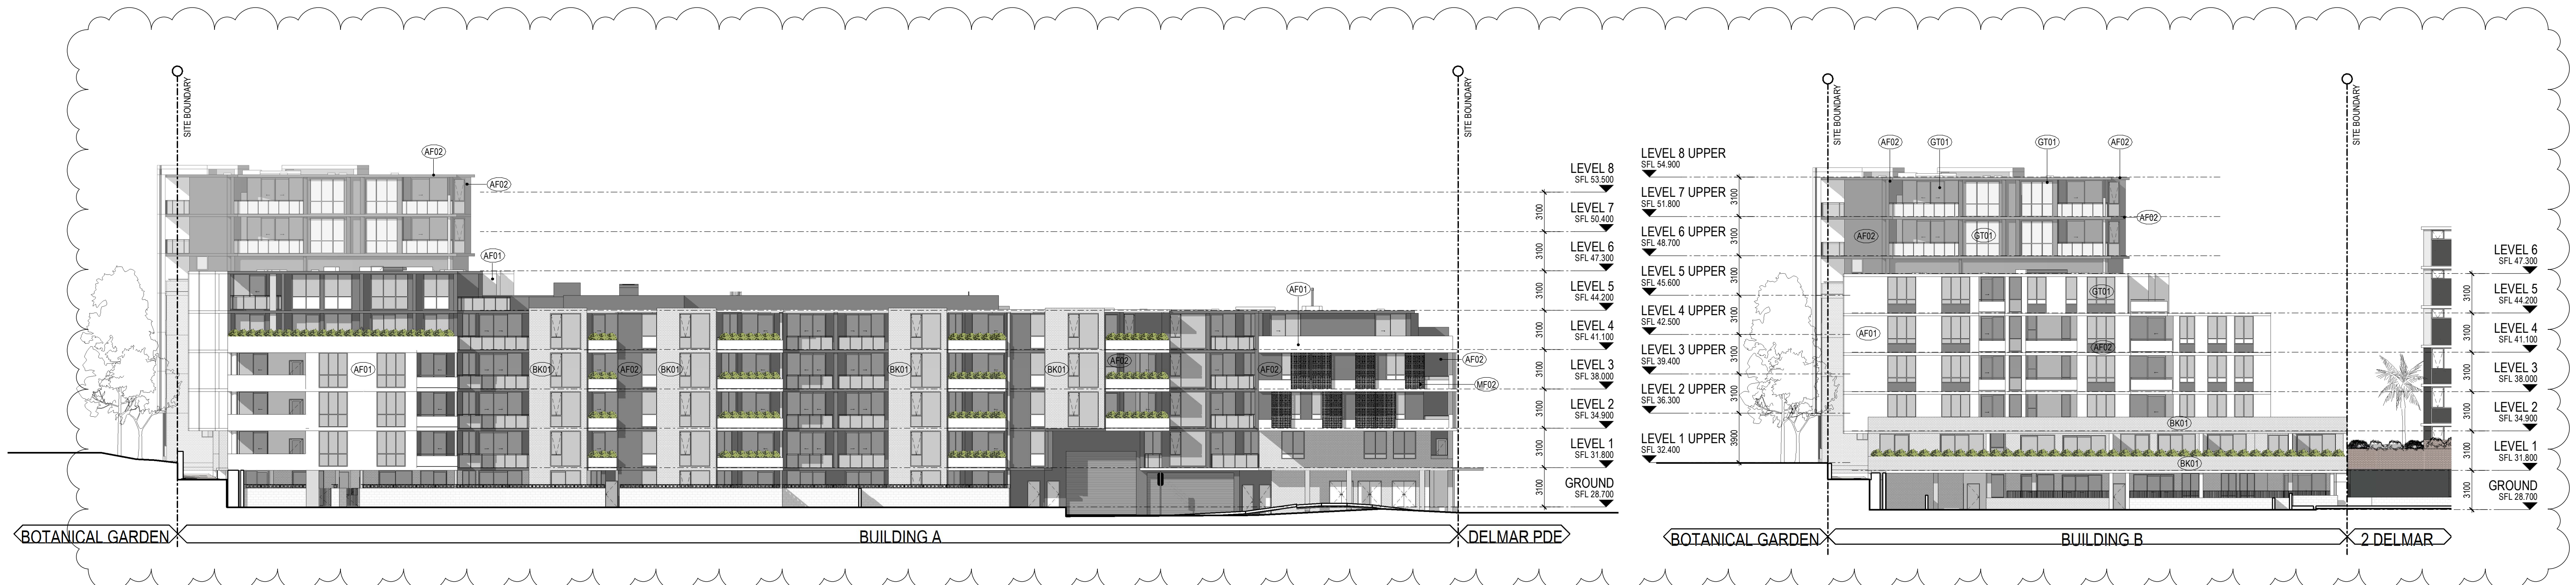 SITE BOUNDARY
AF02
AF02
AF01
AF01
AF01
BK01
AF02
BK01
BK01
BK01
AF02
AF02
AF02
MF02
SITE BOUNDARY
LEVEL 8
SFL 53.500
3100
LEVEL 7
SFL 50.400
3100
LEVEL 6
SFL 47.300
3100
LEVEL 5
SFL 44.200
3100
LEVEL 4
SFL 41.100
3100
LEVEL 3
SFL 38.000
3100
LEVEL 2
SFL 34.900
3100
LEVEL 1
SFL 31.800
3100
GROUND
SFL 28.700
BOTANICAL GARDEN
BUILDING A
DELMAR PDE
LEVEL 8 UPPER
SFL 54.900
3100
LEVEL 7 UPPER
SFL 51.800
3100
LEVEL 6 UPPER
SFL 48.700
3100
LEVEL 5 UPPER
SFL 45.600
3100
LEVEL 4 UPPER
SFL 42.500
3100
LEVEL 3 UPPER
SFL 39.400
3100
LEVEL 2 UPPER
SFL 36.300
3900
LEVEL 1 UPPER
SFL 32.400
SITE BOUNDARY
AF02
GT01
GT01
AF02
AF02
AF02
GT01
GT01
AF01
AF02
BK01
BK01
SITE BOUNDARY
LEVEL 6
SFL 47.300
3100
LEVEL 5
SFL 44.200
3100
LEVEL 4
SFL 41.100
3100
LEVEL 3
SFL 38.000
3100
LEVEL 2
SFL 34.900
3100
LEVEL 1
SFL 31.800
3100
GROUND
SFL 28.700
BOTANICAL GARDEN
BUILDING B
2 DELMAR